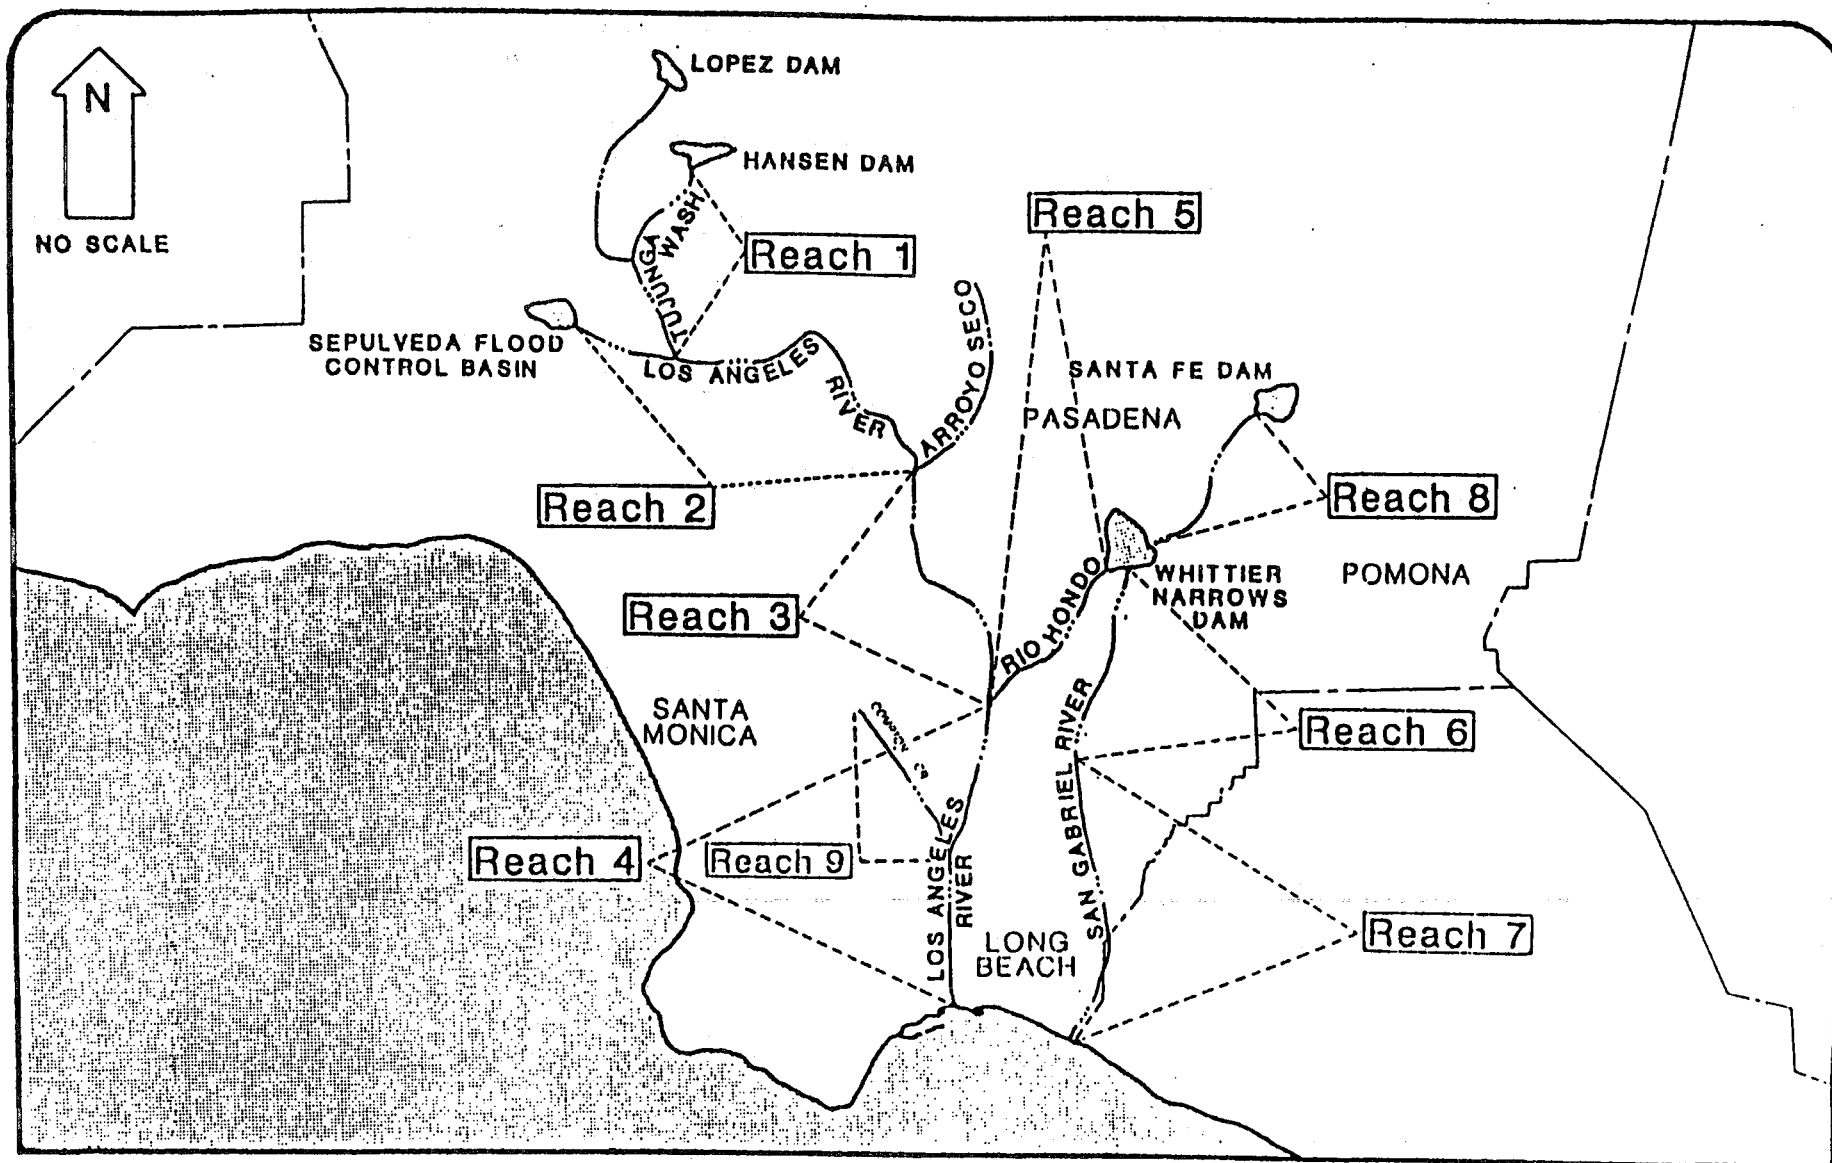 LOPEZ DAM
N
HANSEN DAM
NO SCALE
TUJUNGA
WASH
Reach 1
Reach 5
SEPULVEDA FLOOD
CONTROL BASIN
LOS ANGELES
RIVER
ARROYO SECO
SANTA FE DAM
PASADENA
Reach 2
Reach 8
WHITTIER
NARROWS
DAM
POMONA
Reach 3
RIO HONDO
SANTA
MONICA
COMPTON CR
SAN GABRIEL RIVER
Reach 6
Reach 4
Reach 9
LOS ANGELES
RIVER
LONG
BEACH
Reach 7